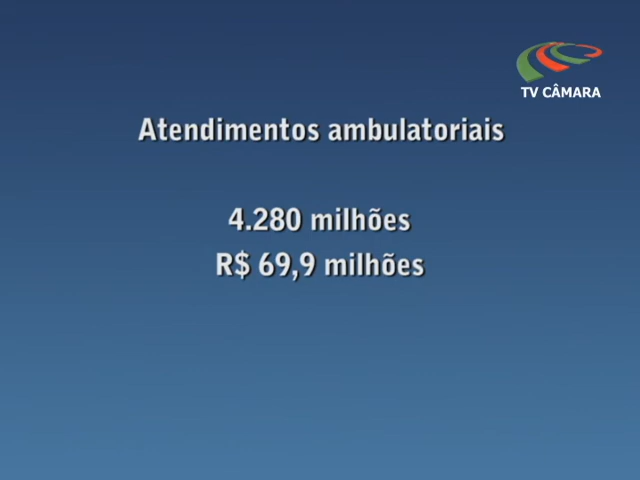 TV CÂMARA
Atendimentos ambulatoriais
4.280 milhões
R$ 69,9 milhões